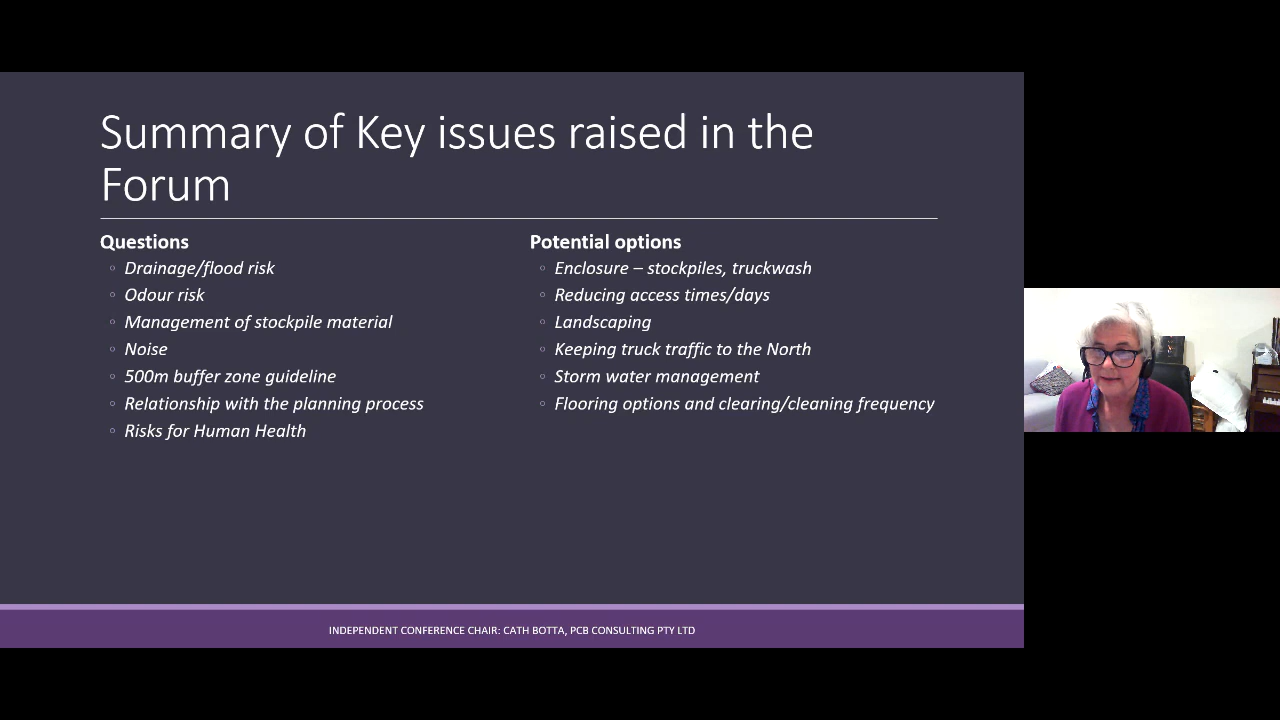 Summary of Key issues raised in the
Forum
Questions
Drainage/flood risk
Odour risk
Management of stockpile material
Noise
500m buffer zone guideline
Relationship with the planning process
Risks for Human Health
Potential options
Enclosure – stockpiles, truckwash
Reducing access times/days
Landscaping
Keeping truck traffic to the North
Storm water management
Flooring options and clearing/cleaning frequency
INDEPENDENT CONFERENCE CHAIR: CATH BOTTA, PCB CONSULTING PTY LTD